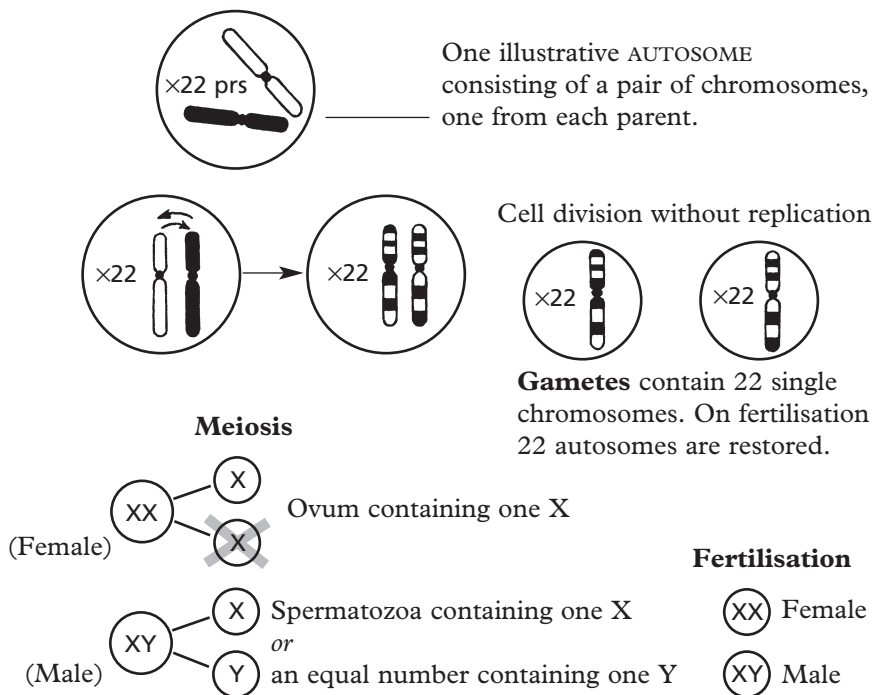 ×22 prs
One illustrative AUTOSOME
consisting of a pair of chromosomes,
one from each parent.
×22
×22
Cell division without replication
×22
×22
Gametes contain 22 single
chromosomes. On fertilisation
22 autosomes are restored.
Meiosis
XX
X
X
(Female)
Ovum containing one X
XY
X
Y
(Male)
Spermatozoa containing one X
or
an equal number containing one Y
Fertilisation
XX Female
XY Male